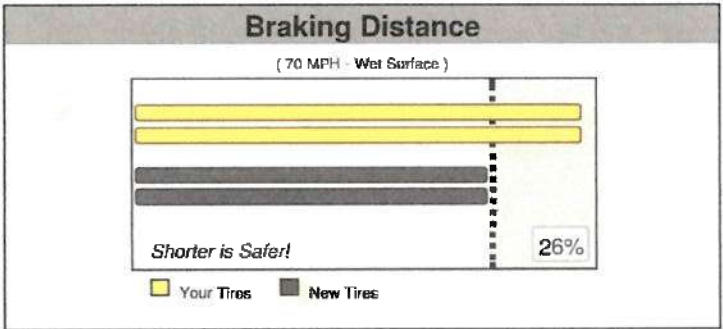 Braking Distance
( 70 MPH - Wet Surface )
Shorter is Safer!
26%
Your Tires
New Tires